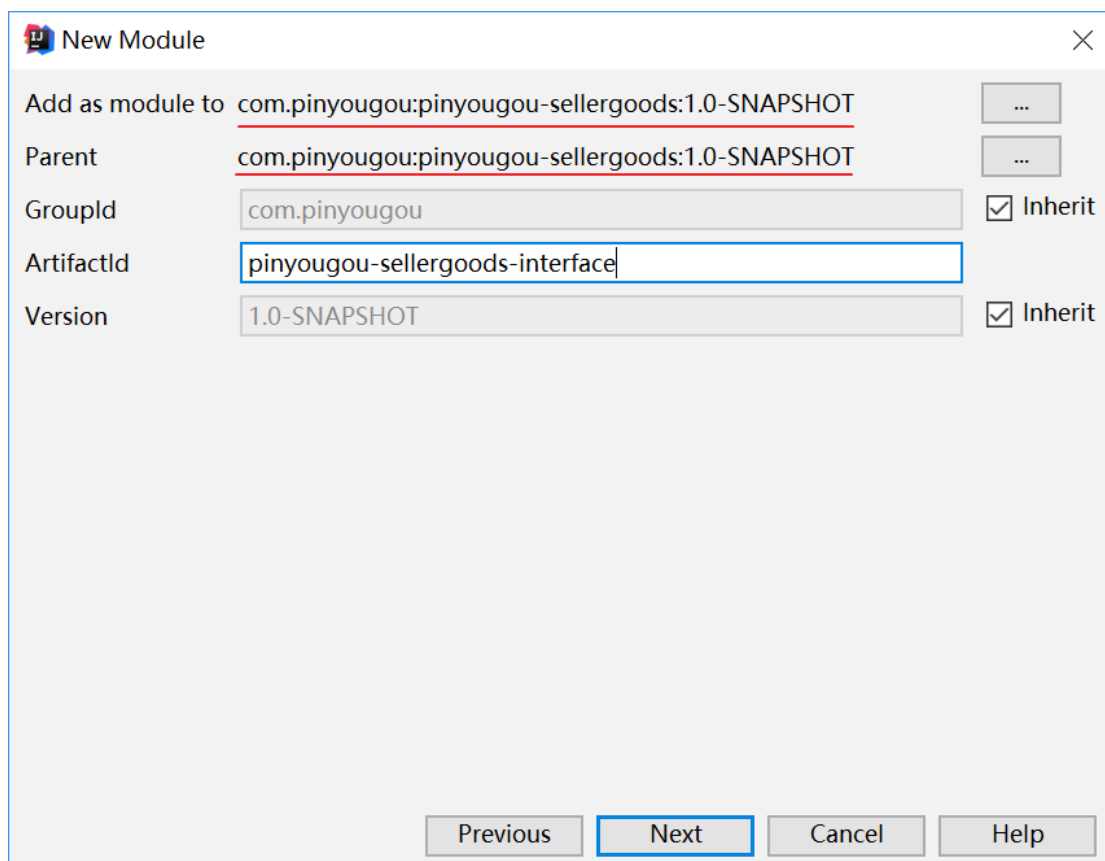 New Module
Add as module to com.pinyougou:pinyougou-sellergoods:1.0-SNAPSHOT ...
Parent com.pinyougou:pinyougou-sellergoods:1.0-SNAPSHOT ...
GroupId com.pinyougou Inherit
ArtifactId pinyougou-sellergoods-interface
Version 1.0-SNAPSHOT Inherit
Previous Next Cancel Help